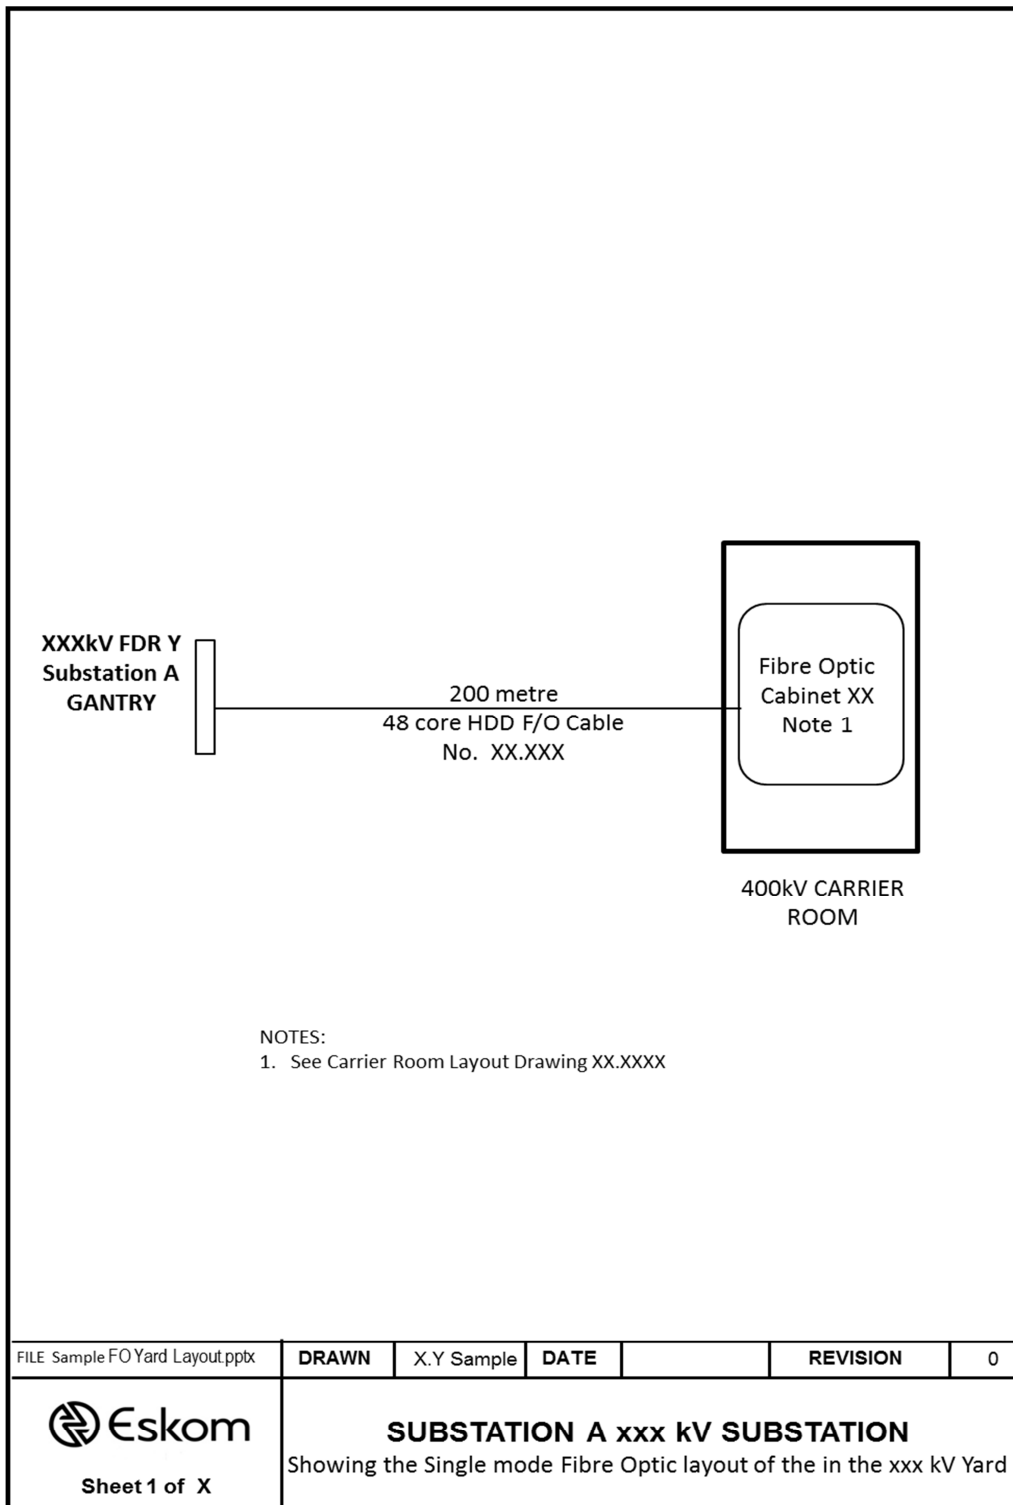 XXXkV FDR Y
Substation A
GANTRY
200 metre
48 core HDD F/O Cable
No. XX.XXX
Fibre Optic
Cabinet XX
Note 1
400kV CARRIER
ROOM
NOTES:
1. See Carrier Room Layout Drawing XX.XXXX
FILE Sample FO Yard Layout.pptx DRAWN X.Y Sample DATE REVISION 0
Eskom
Sheet 1 of X
SUBSTATION A xxx kV SUBSTATION
Showing the Single mode Fibre Optic layout of the in the xxx kV Yard